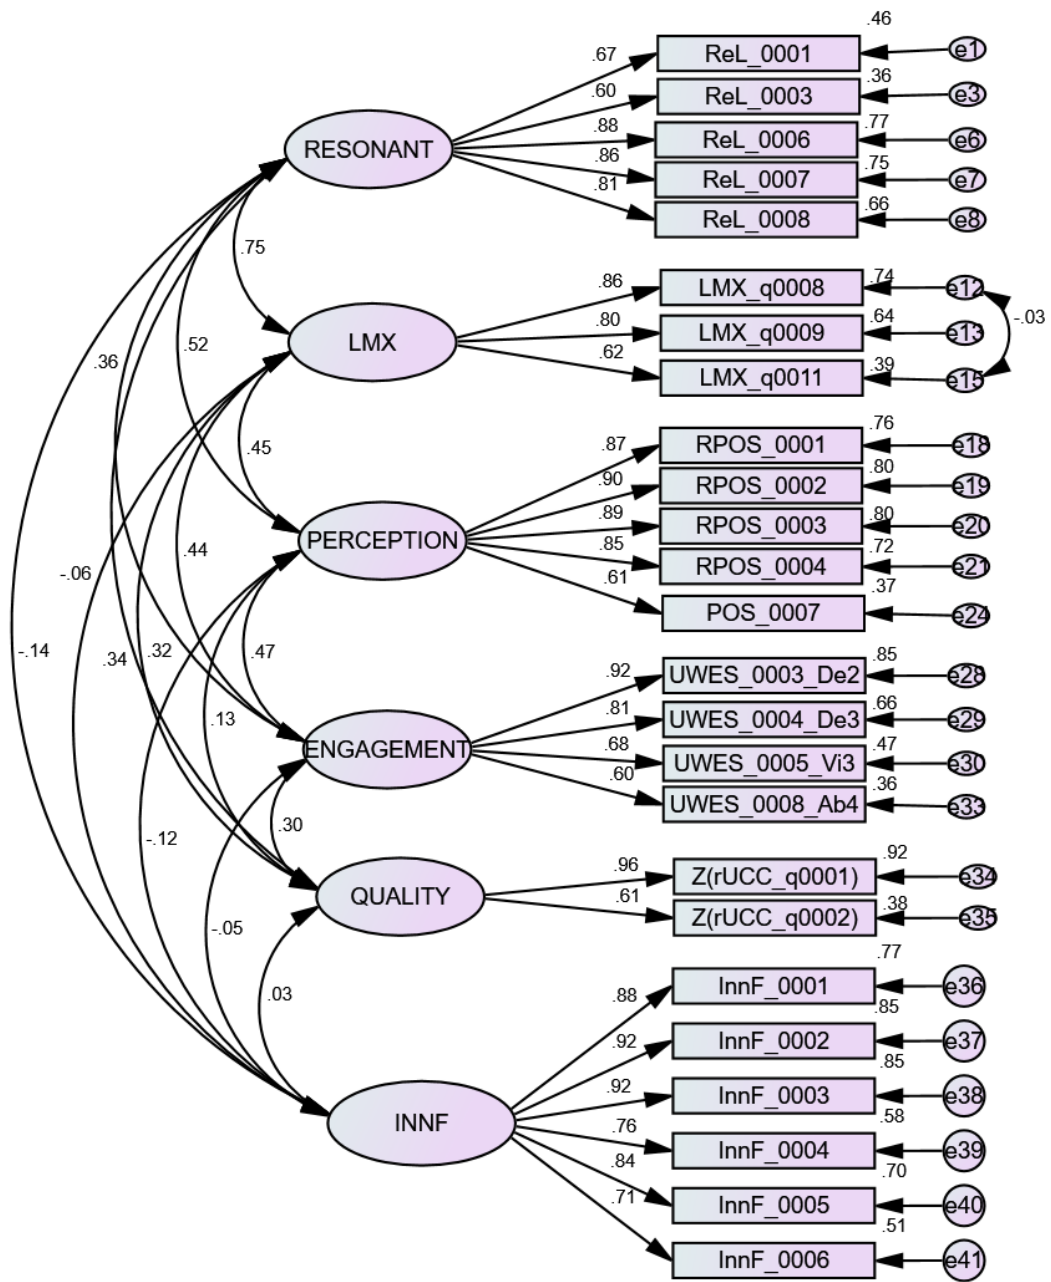 .46
.67
ReL_0001
e1
.36
.60
ReL_0003
e3
.77
.88
ReL_0006
e6
RESONANT
.75
.86
ReL_0007
e7
.66
.81
ReL_0008
e8
.75
.74
.86
LMX_q0008
e12
.64
.80
LMX_q0009
e13
-.03
LMX
.52
.36
.39
.62
LMX_q0011
e15
.76
.87
RPOS_0001
e18
.45
.80
.90
RPOS_0002
e19
.80
.89
RPOS_0003
e20
PERCEPTION
.72
.85
RPOS_0004
e21
.44
-.06
.37
.61
POS_0007
e24
-.14
.34
.32
.47
.85
.92
UWES_0003_De2
e28
.13
.66
.81
UWES_0004_De3
e29
ENGAGEMENT
.47
.68
UWES_0005_Vi3
e30
.36
.60
UWES_0008_Ab4
e33
.30
-.12
.92
.96
Z(rUCC_q0001)
e34
QUALITY
.38
.61
Z(rUCC_q0002)
e35
-.05
.77
.88
InnF_0001
e36
.03
.85
.92
InnF_0002
e37
.85
.92
InnF_0003
e38
INNF
.58
.76
InnF_0004
e39
.70
.84
InnF_0005
e40
.51
.71
InnF_0006
e41